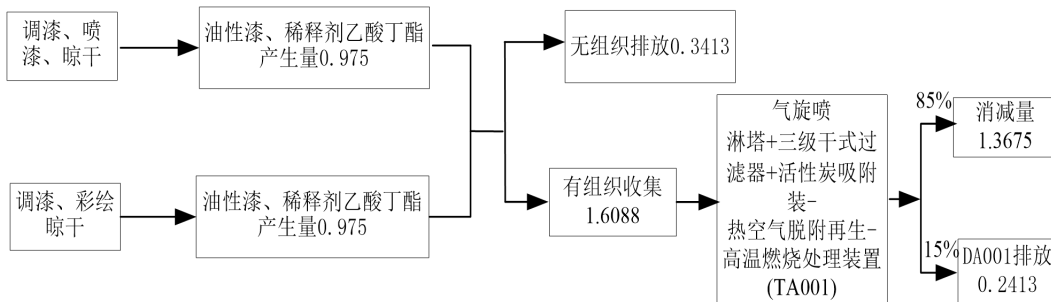 调漆、喷
漆、晾干
油性漆、稀释剂乙酸丁酯
产生量0.975
无组织排放0.3413
调漆、彩绘
晾干
油性漆、稀释剂乙酸丁酯
产生量0.975
有组织收集
1.6088
气旋喷
淋塔+三级干式过
滤器+活性炭吸附
装-
热空气脱附再生-
高温燃烧处理装置
(TA001)
85%
消减量
1.3675
15%
DA001排放
0.2413